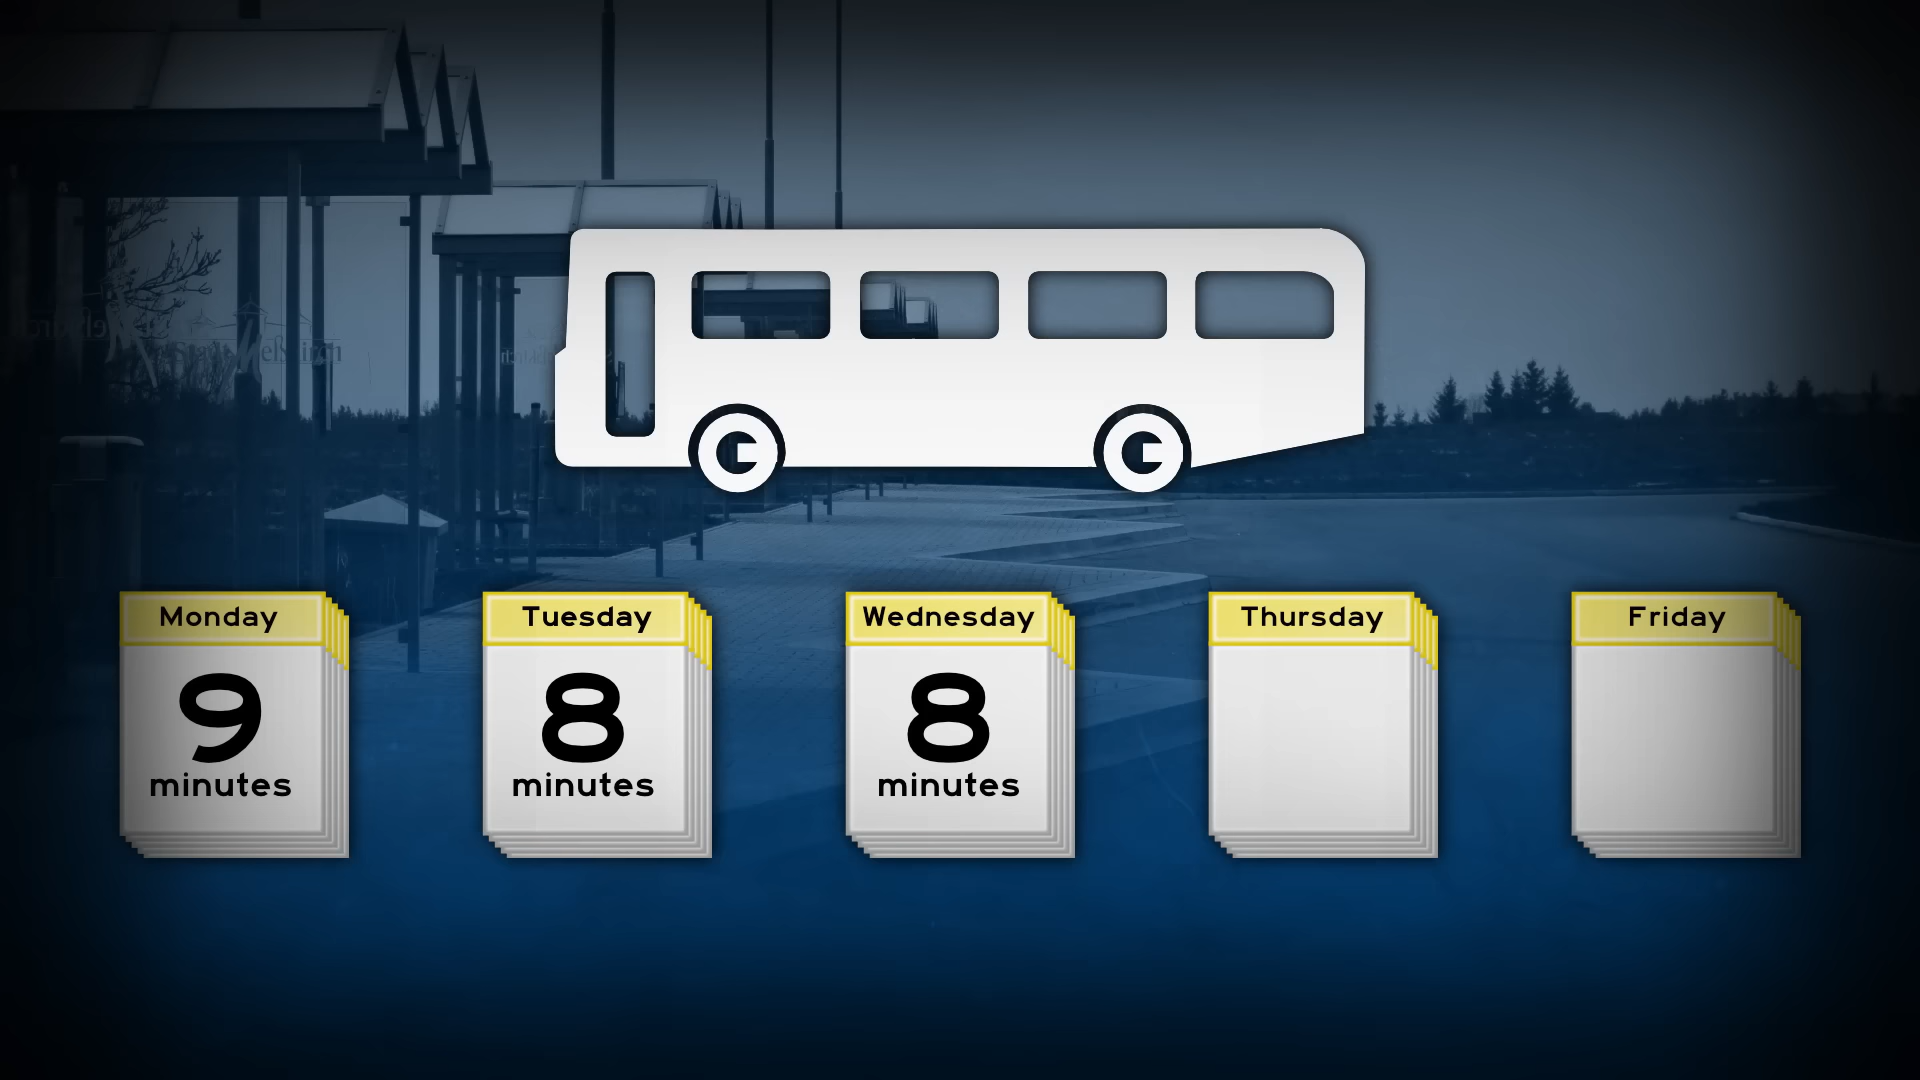 Monday
9
minutes
Tuesday
8
minutes
Wednesday
8
minutes
Thursday
Friday